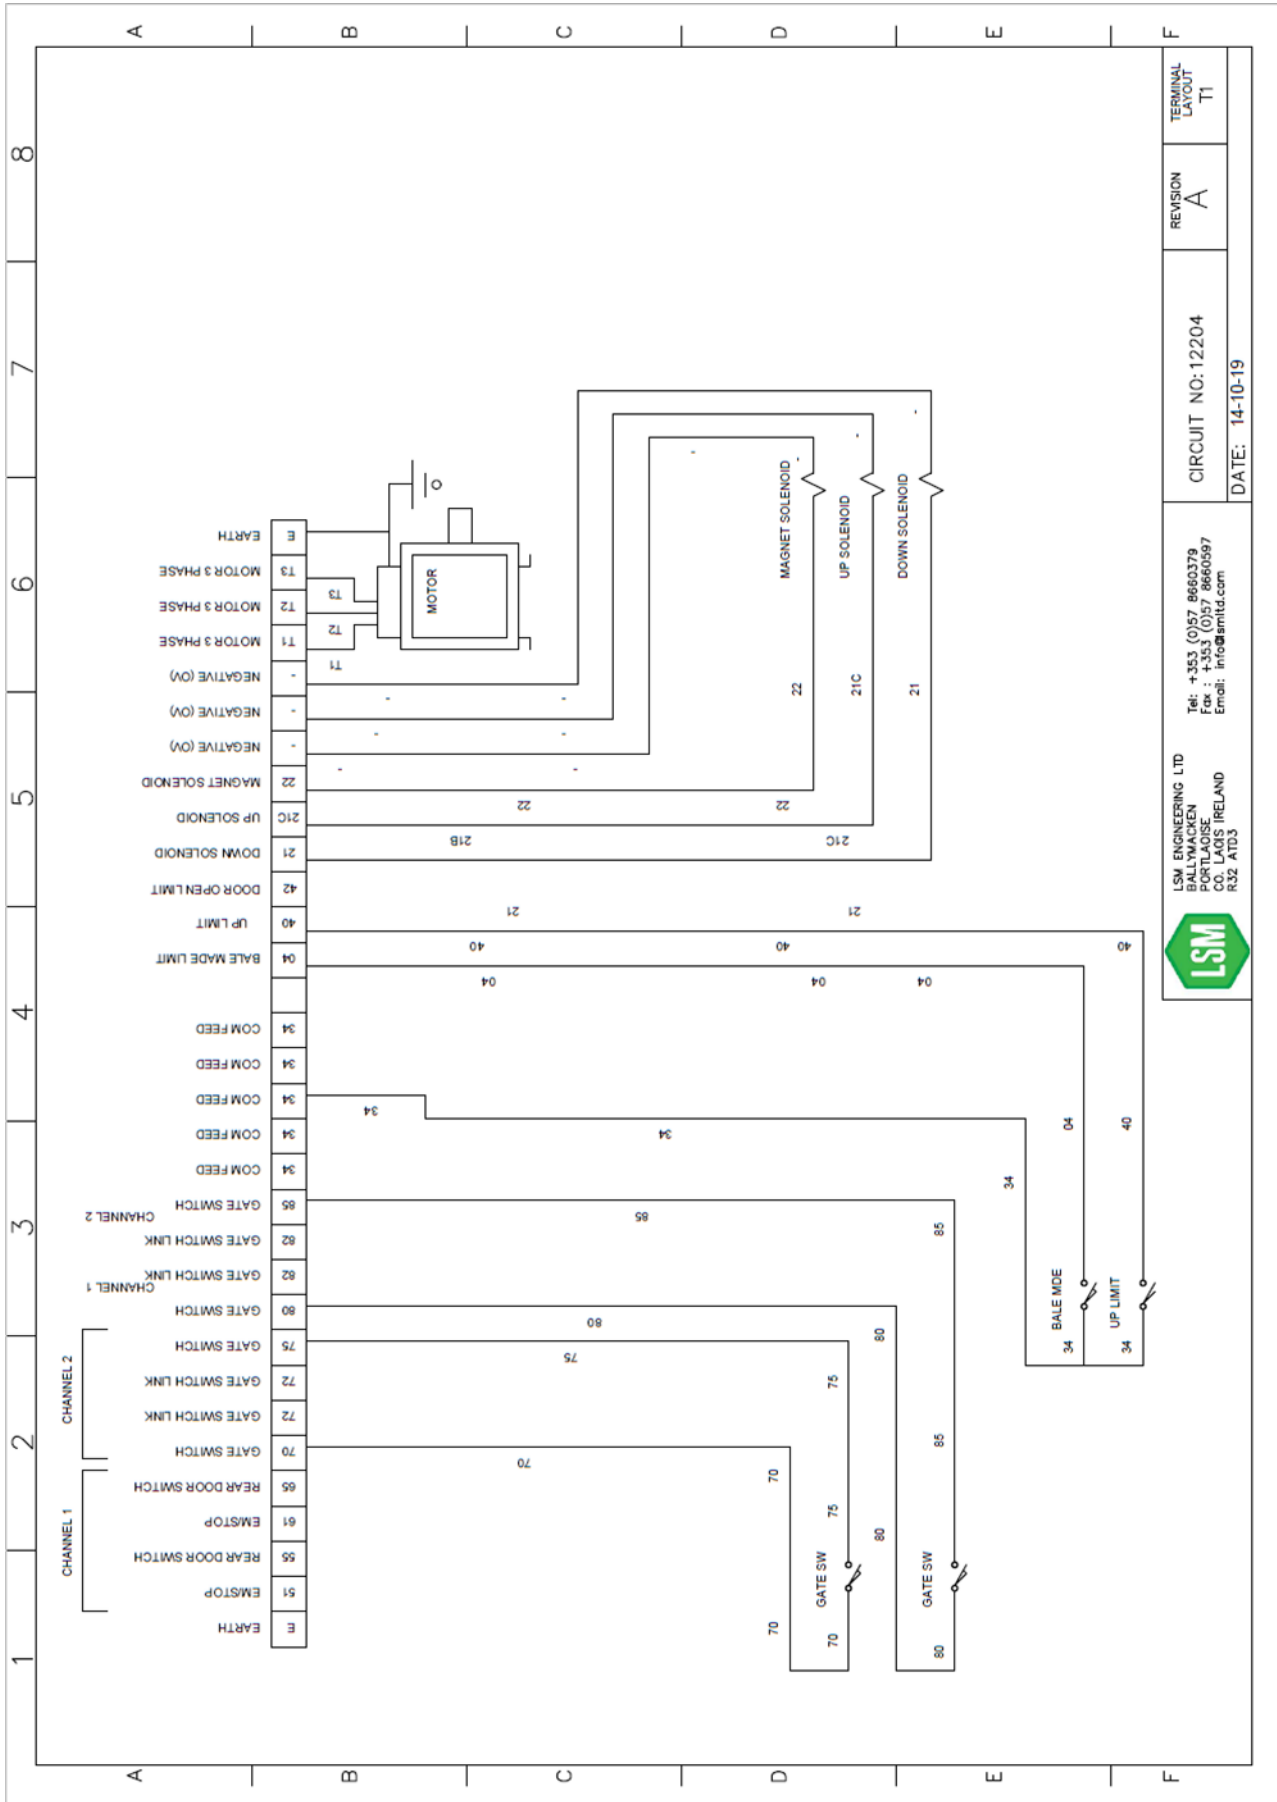 1
2
3
4
5
6
7
8
A
B
C
D
E
F
CHANNEL 1
CHANNEL 2
CHANNEL 1
CHANNEL 2
EARTH
EM/STOP
REAR DOOR SWITCH
EM/STOP
REAR DOOR SWITCH
GATE SWITCH
GATE SWITCH LINK
GATE SWITCH LINK
GATE SWITCH
GATE SWITCH
GATE SWITCH LINK
GATE SWITCH LINK
GATE SWITCH
COM FEED
COM FEED
COM FEED
COM FEED
COM FEED
BALE MADE LIMIT
UP LIMIT
DOOR OPEN LIMIT
DOWN SOLENOID
UP SOLENOID
MAGNET SOLENOID
NEGATIVE (0V)
NEGATIVE (0V)
NEGATIVE (0V)
MOTOR 3 PHASE
MOTOR 3 PHASE
MOTOR 3 PHASE
EARTH
E
51
55
61
65
70
72
72
75
80
82
82
85
34
34
34
34
34
04
40
42
21
21C
22
-
-
-
T1
T2
T3
E
T1
T2
T3
MOTOR
34
21B
-
-
-
70
75
80
85
34
04
40
21
22
-
-
-
-
70
70
70
75
75
GATE SW
80
80
80
85
85
GATE SW
04
40
21
21C
22
22
21C
21
MAGNET SOLENOID
UP SOLENOID
DOWN SOLENOID
-
-
-
04
34
34
34
BALE MDE
UP LIMIT
04
40
40
LSM
LSM ENGINEERING LTD
BALLYMACKEN
PORTLAOISE
CO. LAOIS IRELAND
R32 ATD3
Tel: +353 (0)57 8660379
Fax : +353 (0)57 8660597
Email: info@lsmltd.com
CIRCUIT NO:12204
DATE: 14-10-19
REVISION
A
TERMINAL
LAYOUT
T1
A
B
C
D
E
F